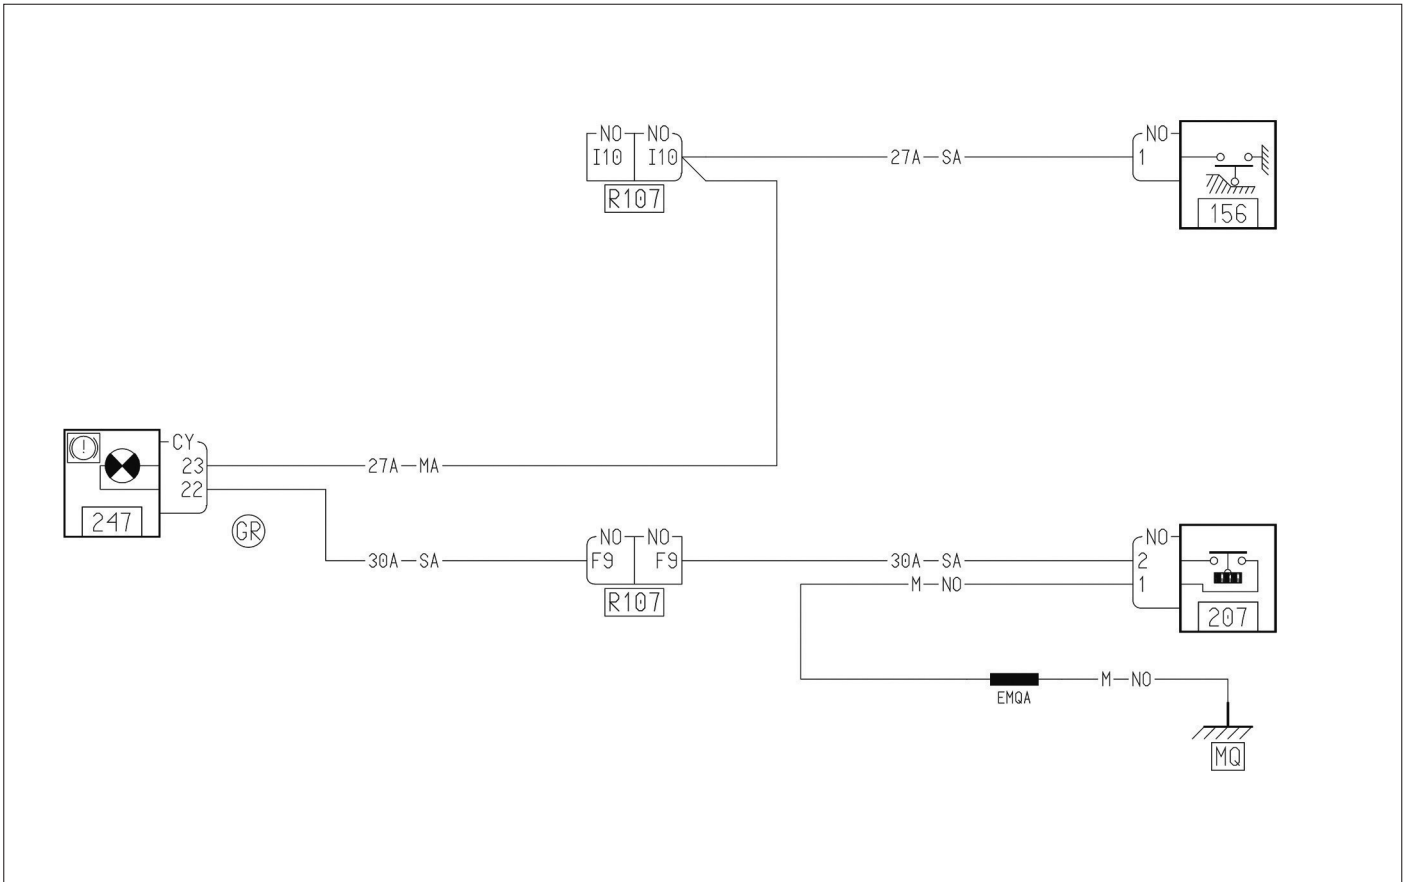 NO NO
I10 I10
R107
27A SA
NO
1
156
!
CY
23
22
247
GR
27A MA
30A SA
NO NO
F9 F9
R107
30A SA
M NO
NO
2
1
207
EMQA
M NO
MQ